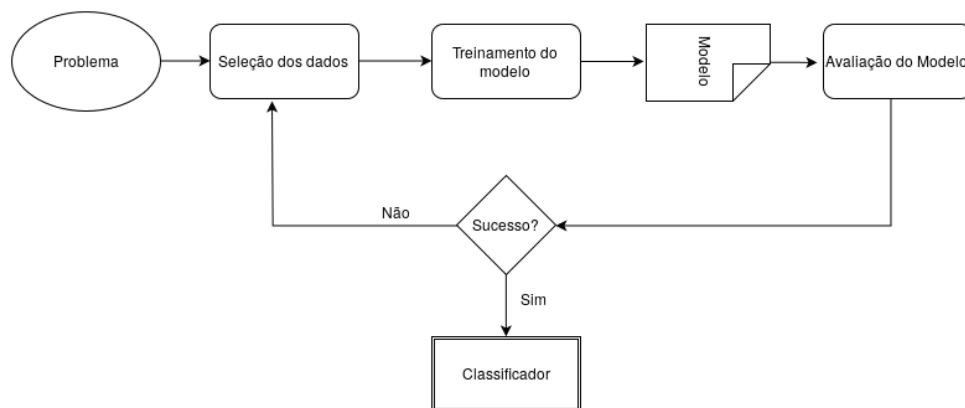 Problema
Seleção dos dados
Treinamento do
modelo
Modelo
Avaliação do Modelo
Não
Sucesso?
Sim
Classificador